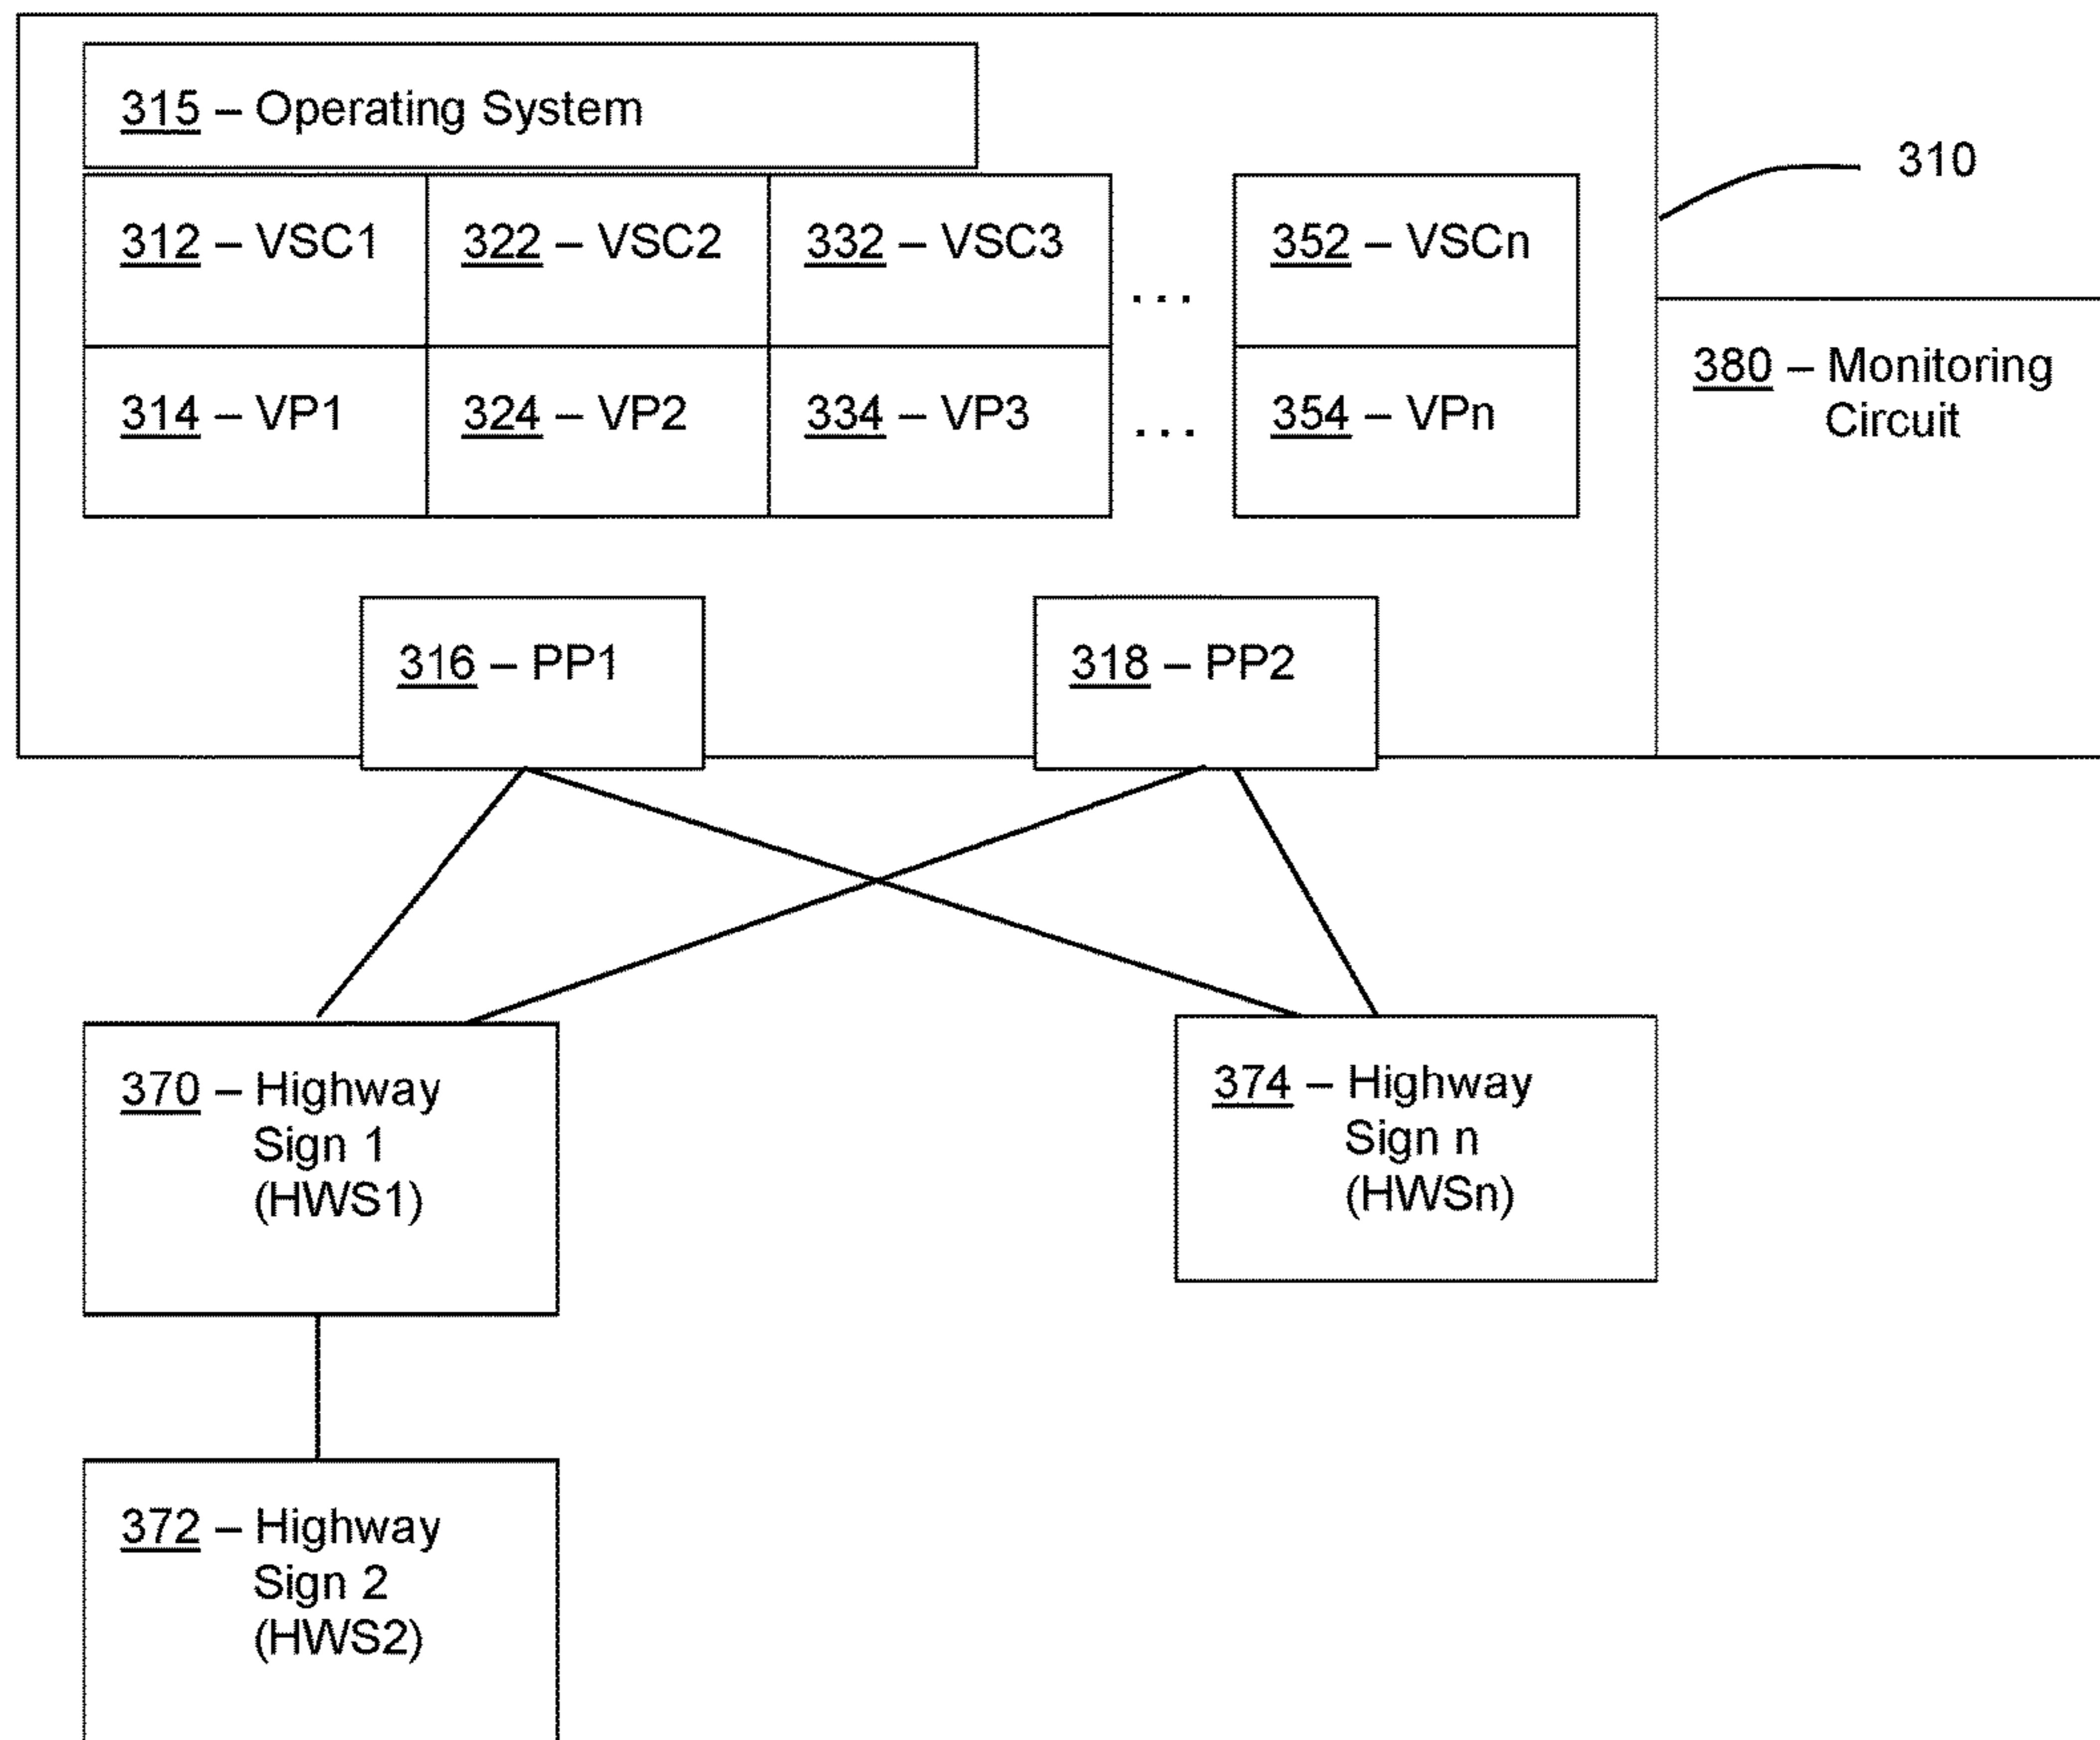 315 – Operating System
310
312 – VSC1
322 – VSC2
332 – VSC3
...
352 – VSCn
314 – VP1
324 – VP2
334 – VP3
...
354 – VPn
380 – Monitoring
Circuit
316 – PP1
318 – PP2
370 – Highway
Sign 1
(HWS1)
374 – Highway
Sign n
(HWSn)
372 – Highway
Sign 2
(HWS2)